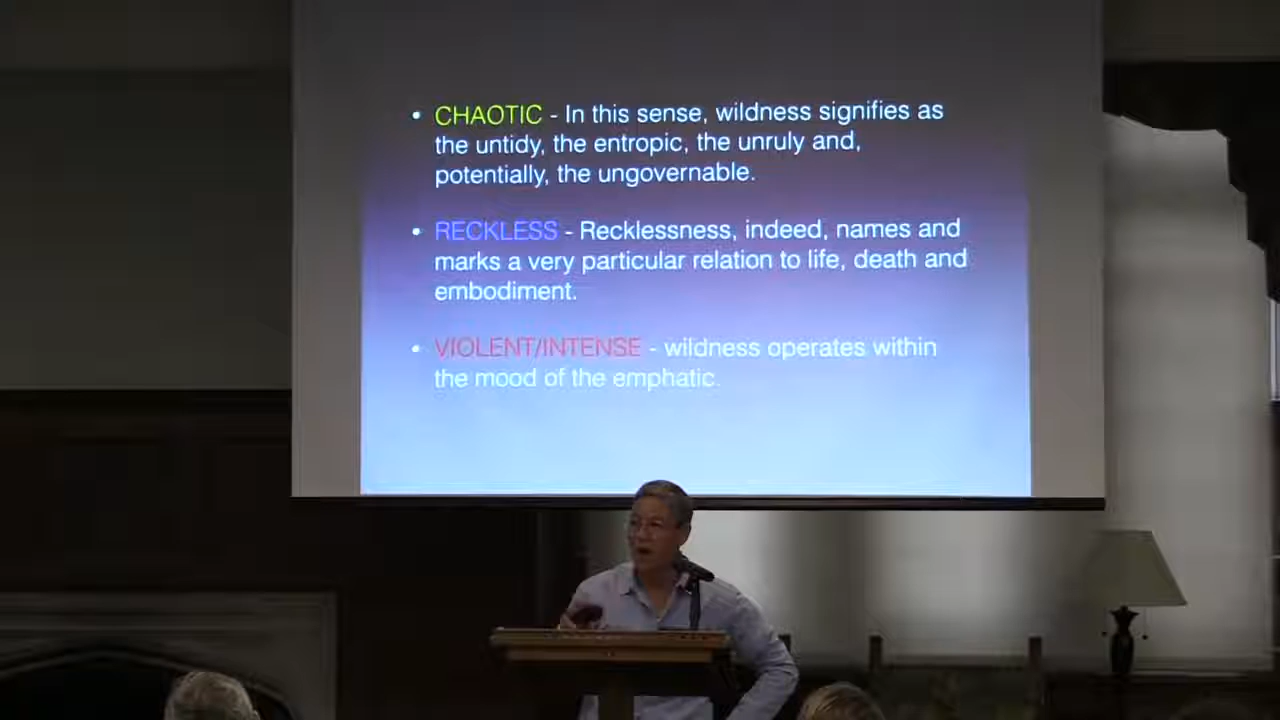 • CHAOTIC - In this sense, wildness signifies as
the untidy, the entropic, the unruly and,
potentially, the ungovernable.
• RECKLESS - Recklessness, indeed, names and
marks a very particular relation to life, death and
embodiment.
• VIOLENT/INTENSE - wildness operates within
the mood of the emphatic.